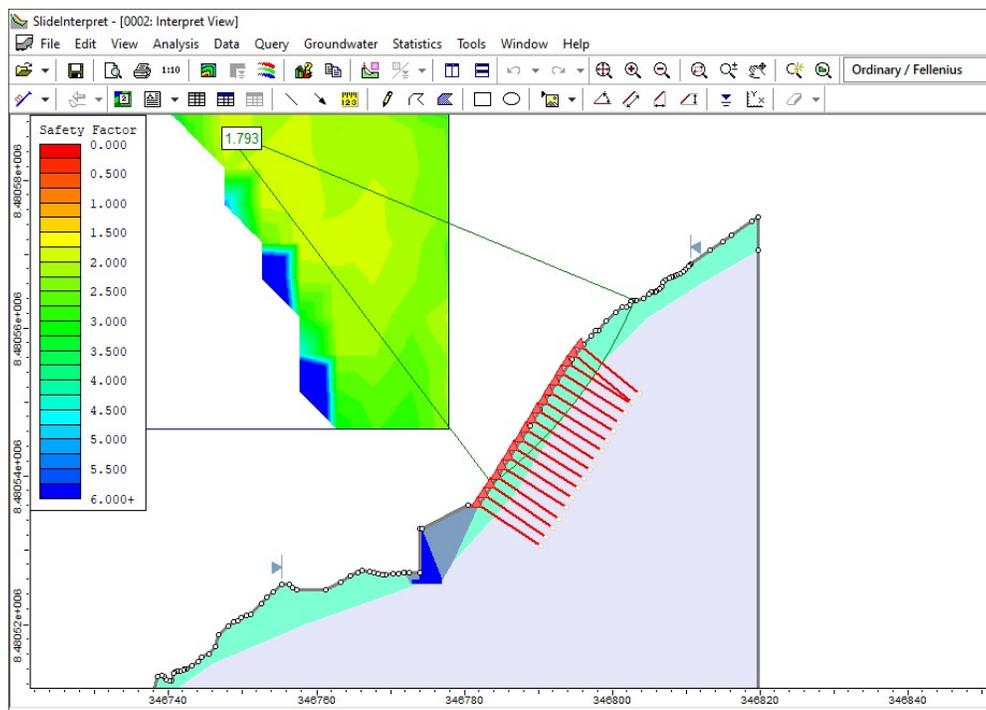 SlideInterpret - [0002: Interpret View]
File Edit View Analysis Data Query Groundwater Statistics Tools Window Help
1:10
Ordinary / Fellenius
123
Safety Factor
0.000
0.500
1.000
1.500
2.000
2.500
3.000
3.500
4.000
4.500
5.000
5.500
6.000+
1.793
8.48058e+006
8.48056e+006
8.48054e+006
8.48052e+006
346740 346760 346780 346800 346820 346840